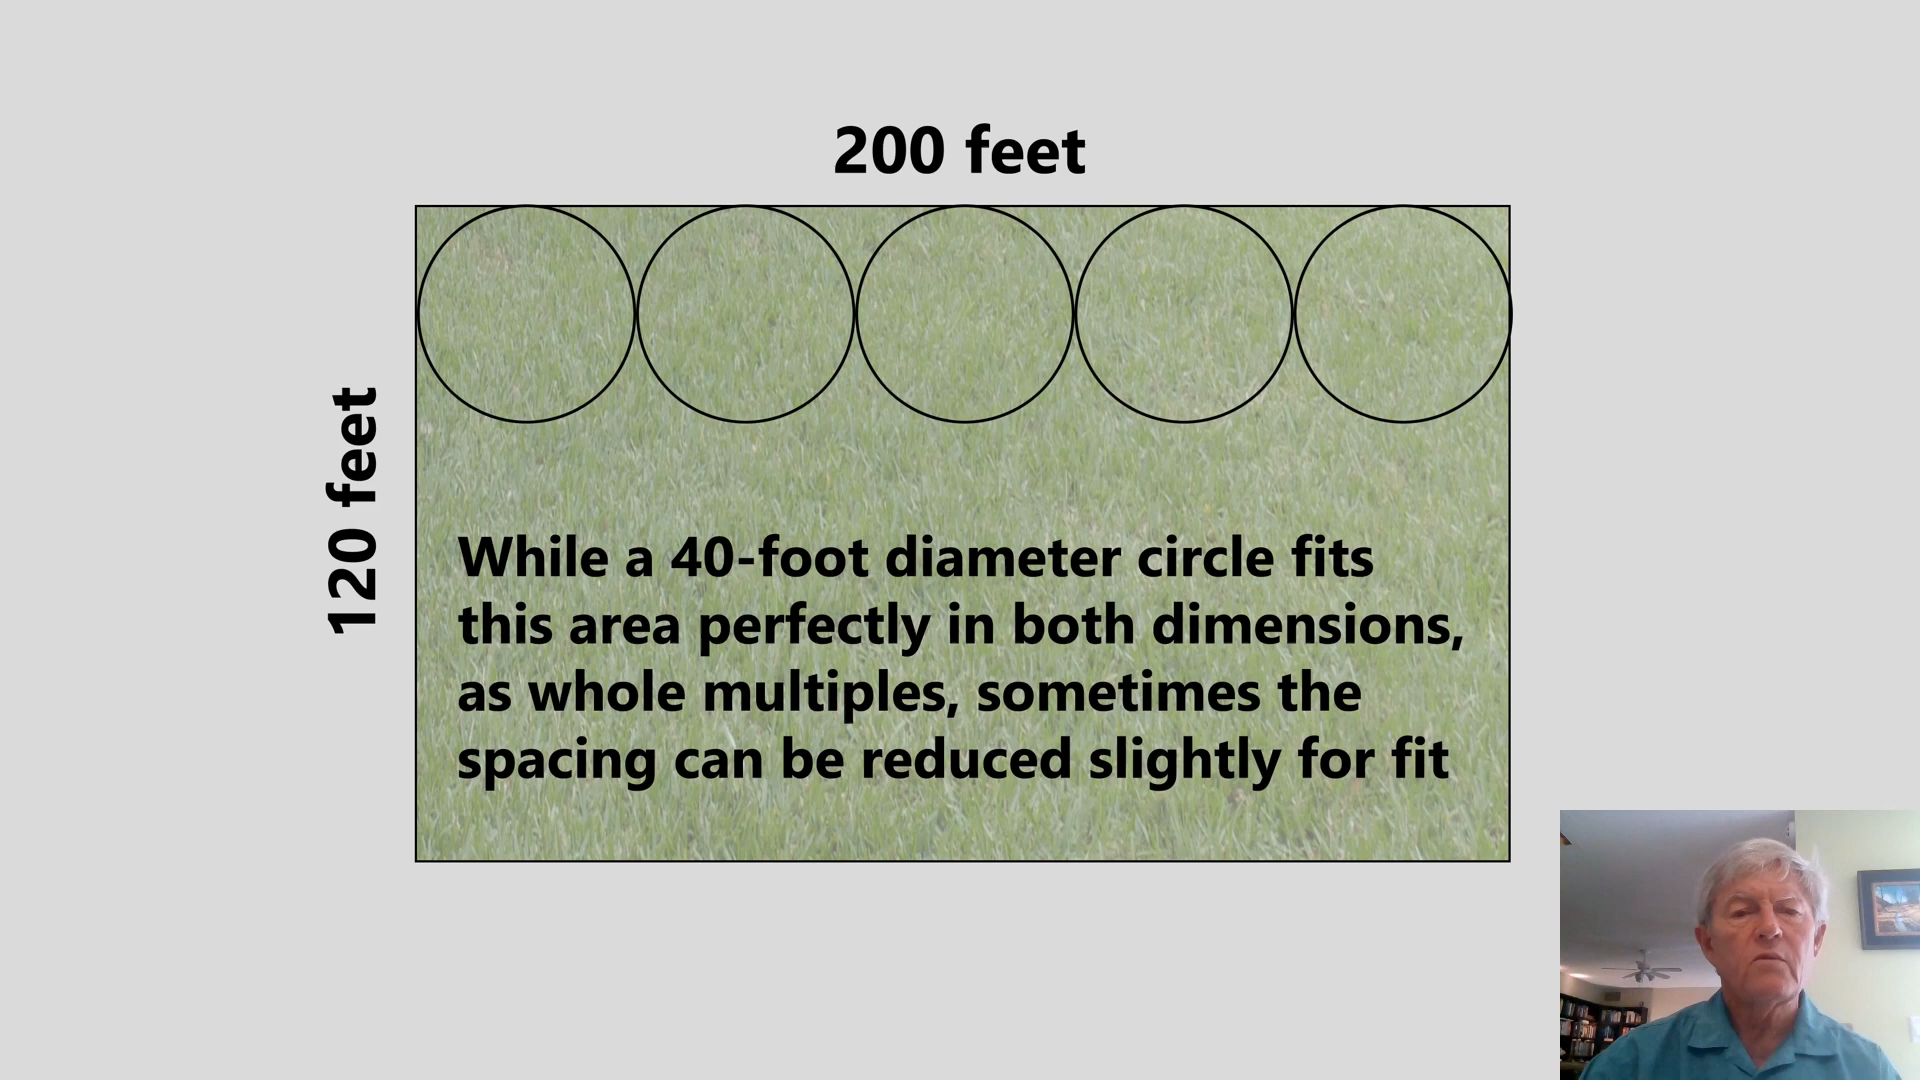 200 feet
120 feet
While a 40-foot diameter circle fits
this area perfectly in both dimensions,
as whole multiples, sometimes the
spacing can be reduced slightly for fit